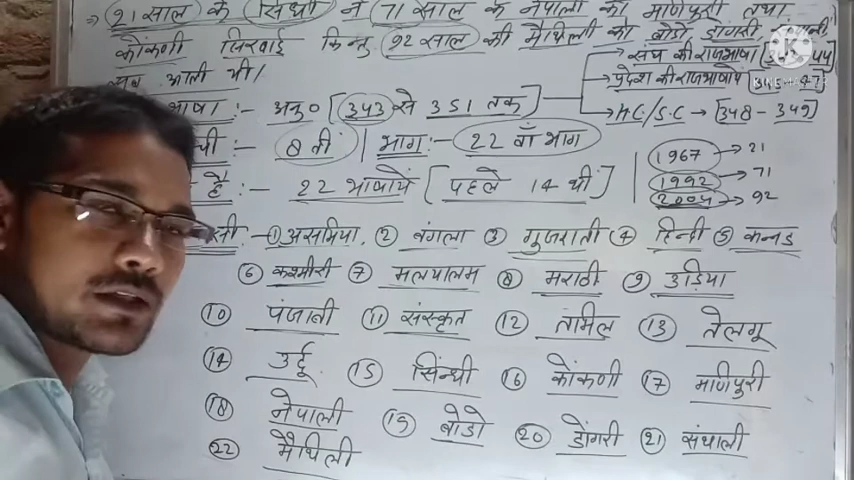 21 साल के सिंधी ने 71 साल के नेपाली को मणिपुरी तथा
कोंकणी सिखाई किन्तु 92 साल की मैथिली को बोडो, डोंगरी, संथाली
सब आती थी।
भाषा :- अनु० [343 से 351 तक]
संघ की राजभाषा
प्रदेश की राजभाषायें [345-47]
H.C/S.C → [348-349]
ची :- 8 वीं | भाग :- 22 वाँ भाग
है :- 22 भाषायें [पहले 14 थीं]
1967 → 21
1992 → 71
2004 → 92
① असमिया, ② बंगला ③ गुजराती ④ हिन्दी ⑤ कन्नड
⑥ कश्मीरी ⑦ मलयालम ⑧ मराठी ⑨ उड़िया
⑩ पंजाबी ⑪ संस्कृत ⑫ तामिल ⑬ तेलगू
⑭ उर्दू ⑮ सिन्धी ⑯ कोंकणी ⑰ मणिपुरी
⑱ नेपाली ⑲ बोडो ⑳ डोंगरी ㉑ संथाली
㉒ मैथिली